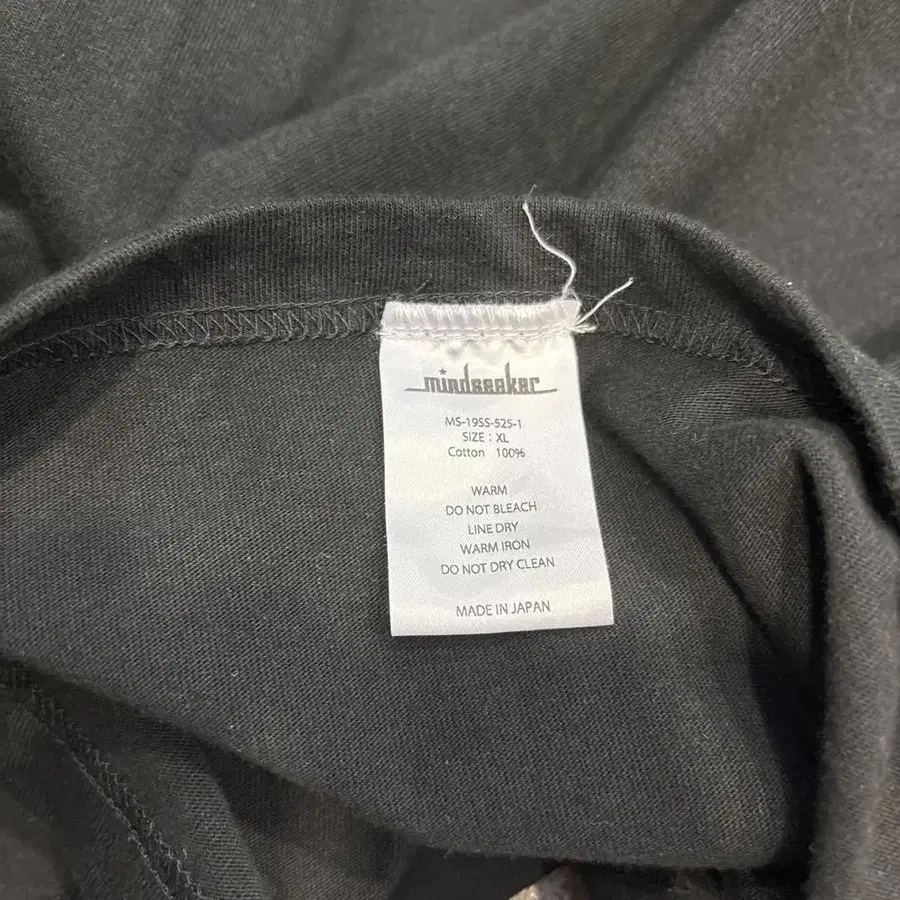 mindseeker
MS-19SS-525-1
SIZE : XL
Cotton 100%
WARM
DO NOT BLEACH
LINE DRY
WARM IRON
DO NOT DRY CLEAN
MADE IN JAPAN